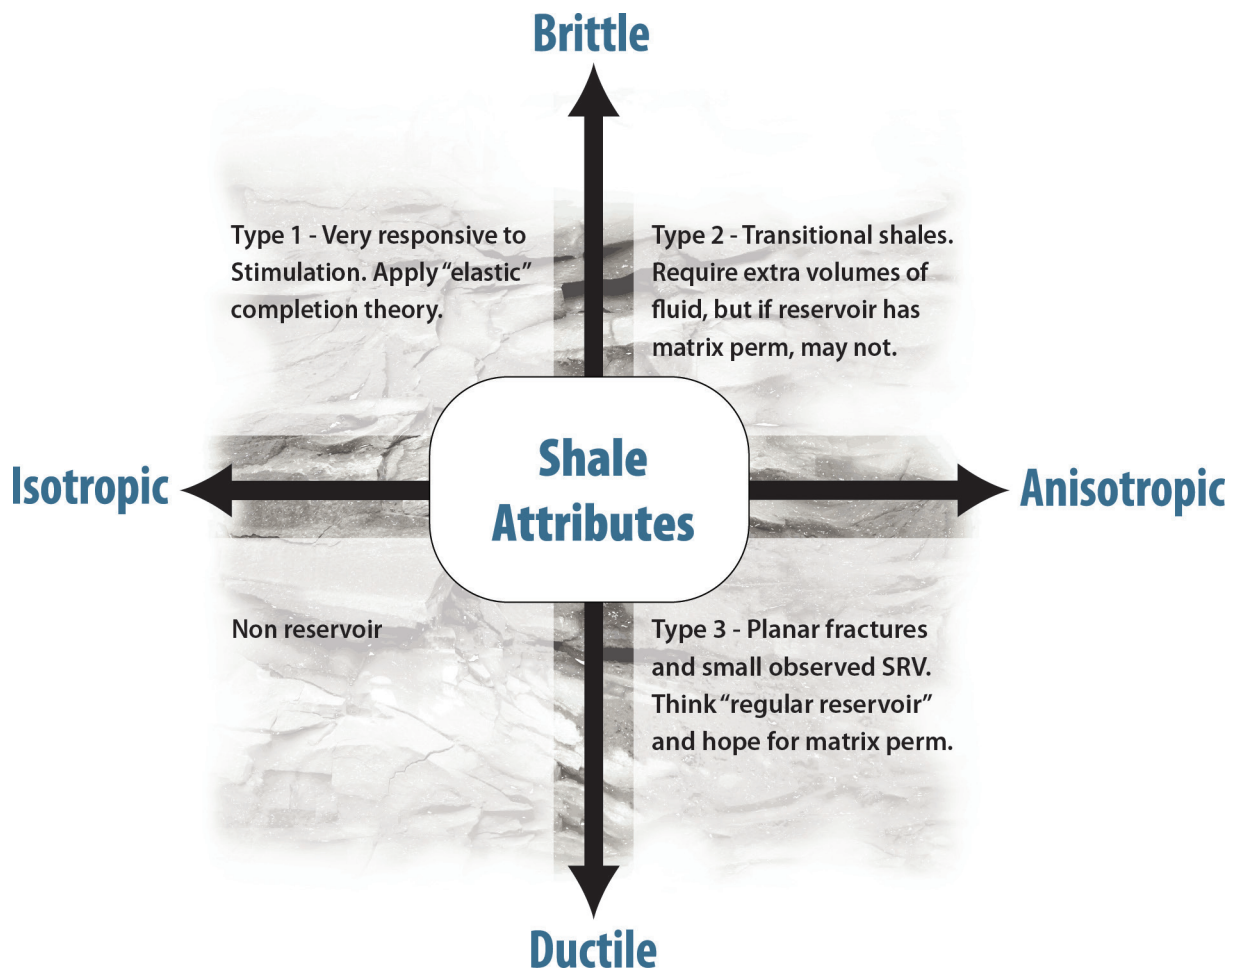 Brittle
Type 1 - Very responsive to
Stimulation. Apply “elastic”
completion theory.
Type 2 - Transitional shales.
Require extra volumes of
fluid, but if reservoir has
matrix perm, may not.
Isotropic
Shale
Attributes
Anisotropic
Non reservoir
Type 3 - Planar fractures
and small observed SRV.
Think “regular reservoir”
and hope for matrix perm.
Ductile